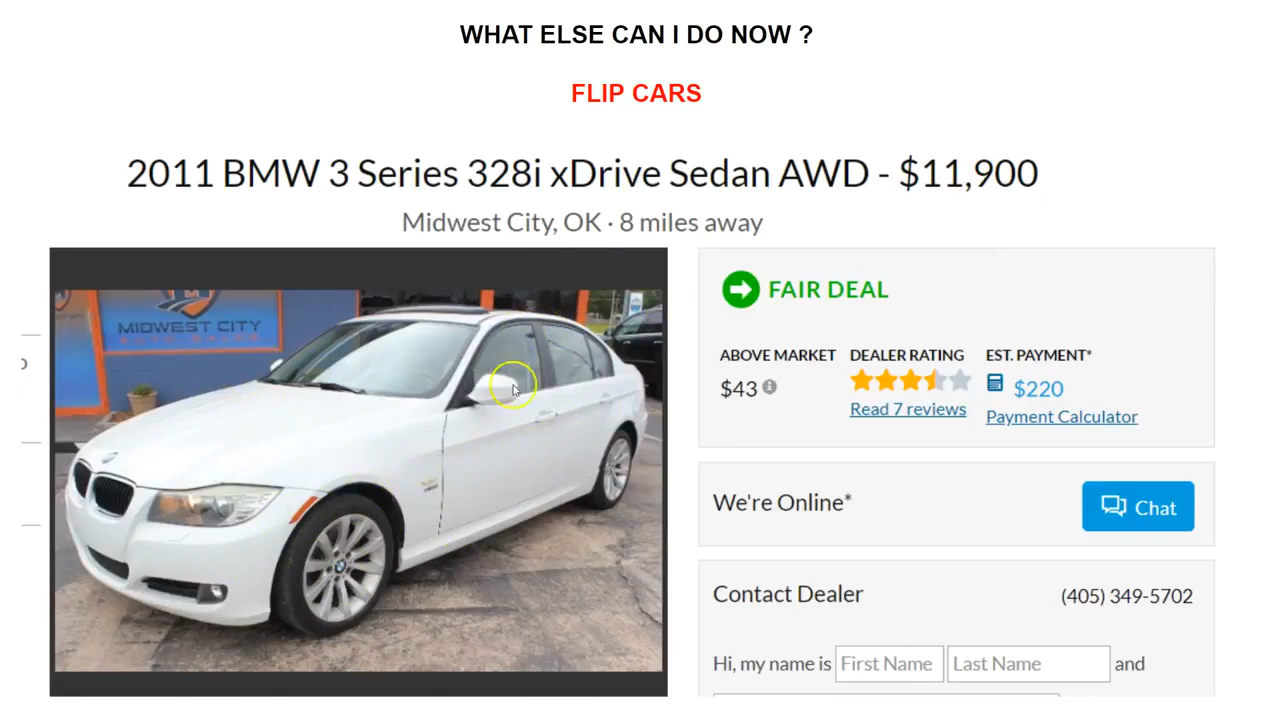 WHAT ELSE CAN I DO NOW ?
FLIP CARS
2011 BMW 3 Series 328i xDrive Sedan AWD - $11,900
Midwest City, OK · 8 miles away
MIDWEST CITY
FAIR DEAL
ABOVE MARKET DEALER RATING EST. PAYMENT*
$43 $220
Read 7 reviews Payment Calculator
We're Online* Chat
Contact Dealer (405) 349-5702
Hi, my name is First Name Last Name and